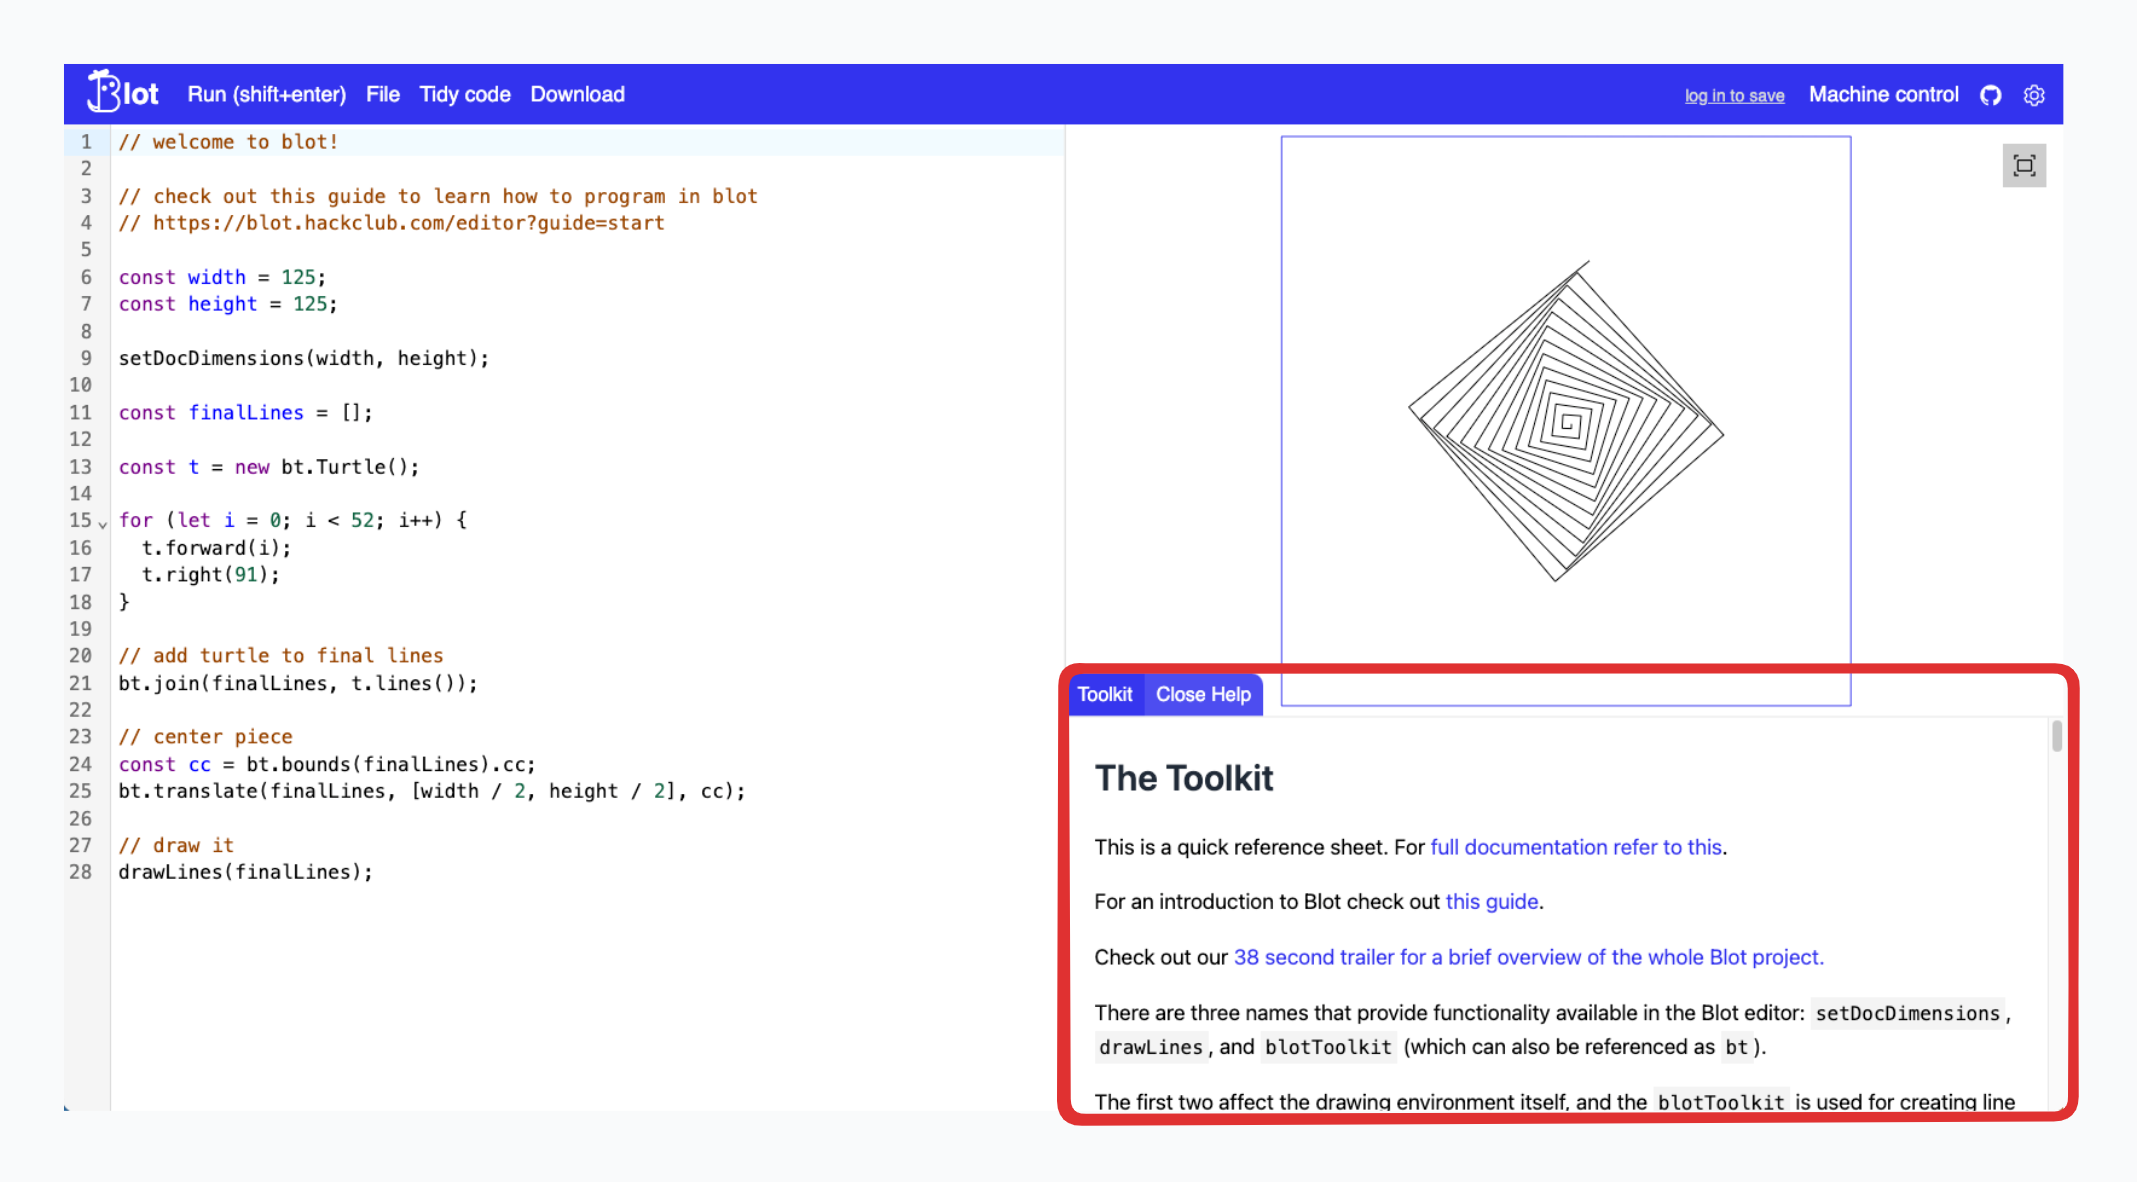 Blot Run (shift+enter) File Tidy code Download log in to save Machine control
1 // welcome to blot!
2
3 // check out this guide to learn how to program in blot
4 // https://blot.hackclub.com/editor?guide=start
5
6 const width = 125;
7 const height = 125;
8
9 setDocDimensions(width, height);
10
11 const finalLines = [];
12
13 const t = new bt.Turtle();
14
15 for (let i = 0; i < 52; i++) {
16   t.forward(i);
17   t.right(91);
18 }
19
20 // add turtle to final lines
21 bt.join(finalLines, t.lines());
22
23 // center piece
24 const cc = bt.bounds(finalLines).cc;
25 bt.translate(finalLines, [width / 2, height / 2], cc);
26
27 // draw it
28 drawLines(finalLines);
Toolkit Close Help
The Toolkit
This is a quick reference sheet. For full documentation refer to this.
For an introduction to Blot check out this guide.
Check out our 38 second trailer for a brief overview of the whole Blot project.
There are three names that provide functionality available in the Blot editor: setDocDimensions,
drawLines, and blotToolkit (which can also be referenced as bt).
The first two affect the drawing environment itself, and the blotToolkit is used for creating line